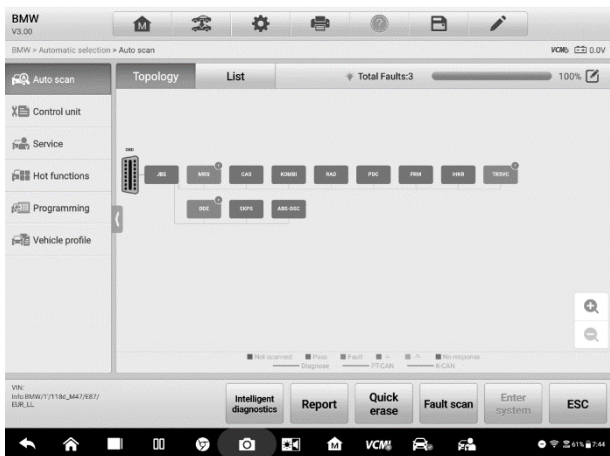 BMW
V3.00
BMW > Automatic selection > Auto scan
VCMI 0.0V
Auto scan
Topology
List
Total Faults:3
100%
Control unit
Service
Hot functions
Programming
Vehicle profile
OBD
JBE
MRS
CAS
KOMBI
RAD
PDC
FRM
IHKR
TRSVC
DDE
EKPS
ABS-DSC
Not scanned
Pass
Fault
-/-
-?-
No response
Diagnose
PT-CAN
K-CAN
VIN:
Info:BMW/1'/118d_M47/E87/
EUR_LL
Intelligent
diagnostics
Report
Quick
erase
Fault scan
Enter
system
ESC
VCMI
61% 7:44